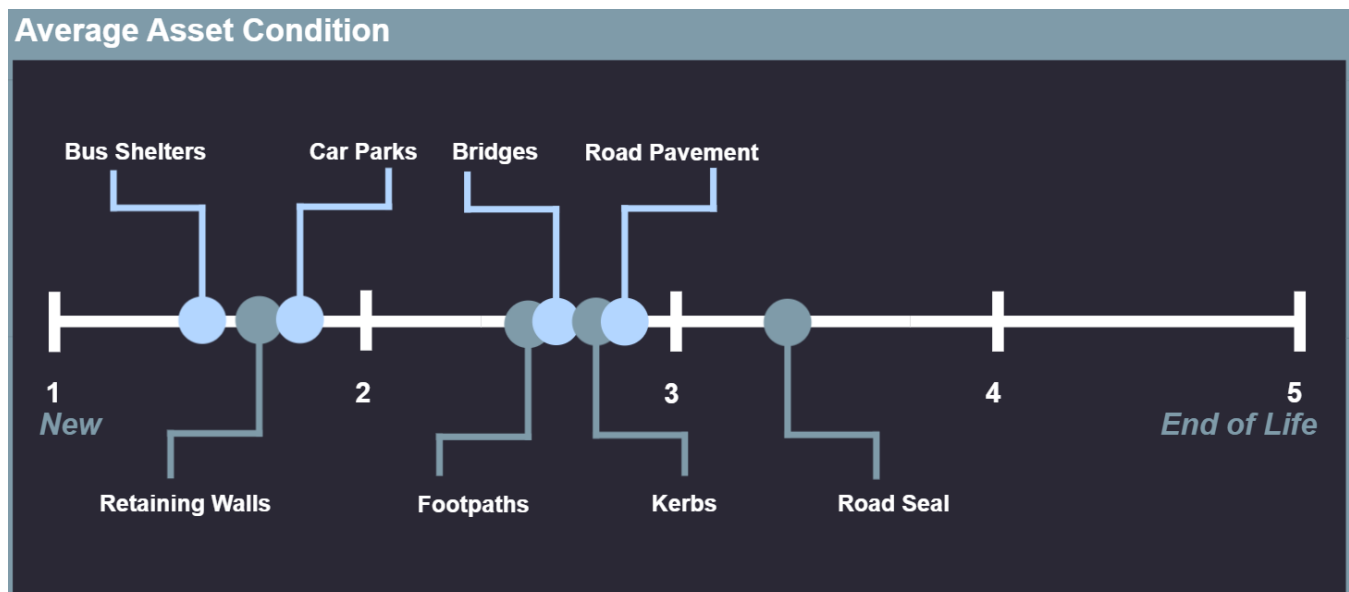 Average Asset Condition
Bus Shelters Car Parks Bridges Road Pavement
1 2 3 4 5
New End of Life
Retaining Walls Footpaths Kerbs Road Seal